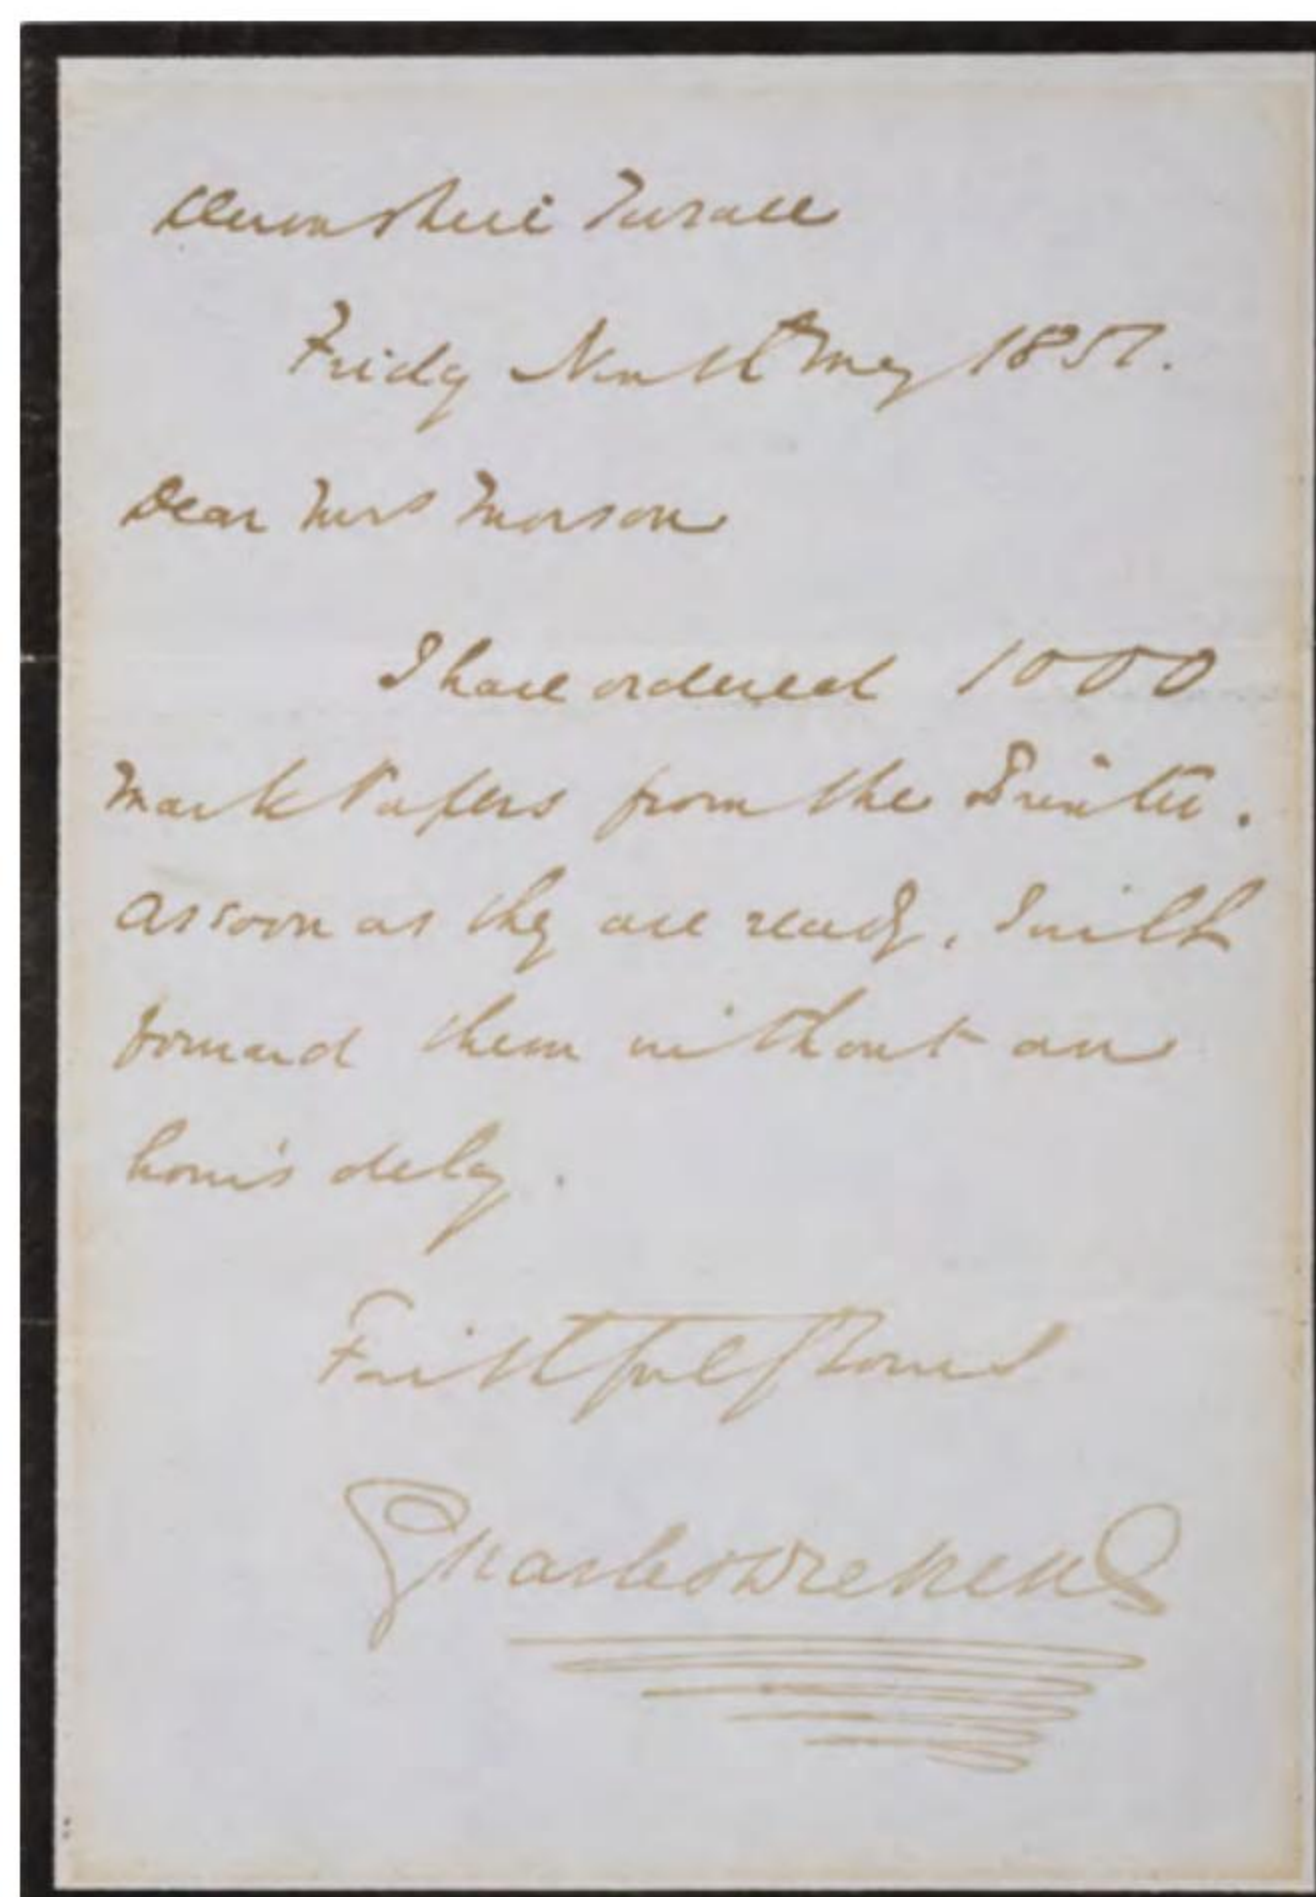 Devonshire Terrace
Friday Ninth May 1851.
Dear Mrs Morson
I have ordered 1000
Mark Papers from the Printer.
As soon as they are ready, I will
forward them without an
hour's delay.
Faithfully Yours
Charles Dickens